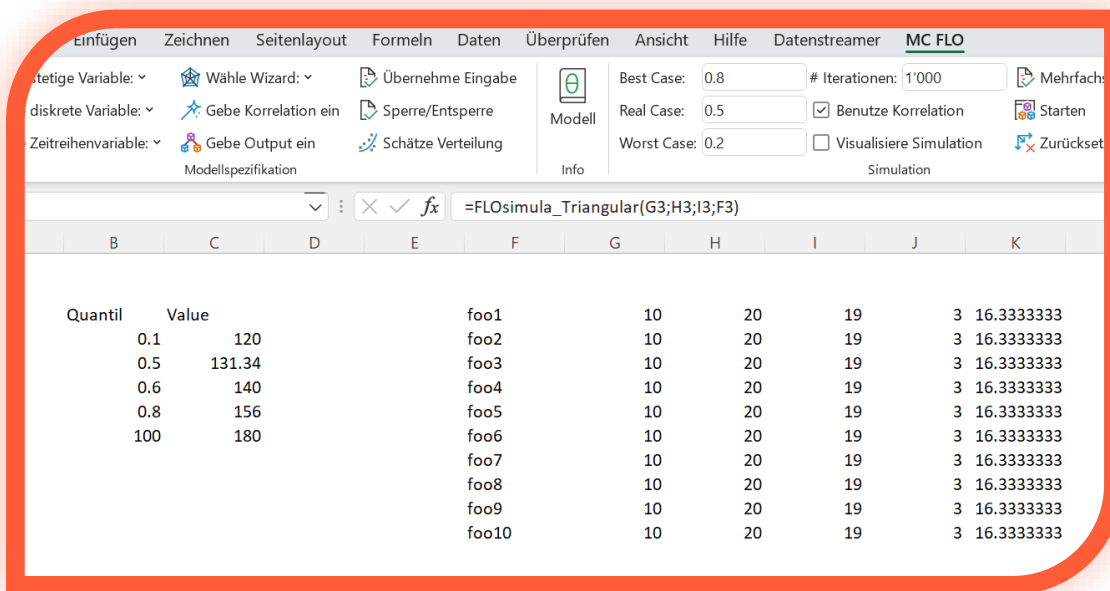 Einfügen Zeichnen Seitenlayout Formeln Daten Überprüfen Ansicht Hilfe Datenstreamer MC FLO
stetige Variable: Wähle Wizard: Übernehme Eingabe Best Case: 0.8 # Iterationen: 1'000
diskrete Variable: Gebe Korrelation ein Sperre/Entsperre Modell Real Case: 0.5 Benutze Korrelation Starten
Zeitreihenvariable: Gebe Output ein Schätze Verteilung Worst Case: 0.2 Visualisiere Simulation
Modellspezifikation Info Simulation
fx =FLOsimula_Triangular(G3;H3;I3;F3)
B C D E F G H I J K
Quantil Value foo1 10 20 19 3 16.3333333
0.1 120 foo2 10 20 19 3 16.3333333
0.5 131.34 foo3 10 20 19 3 16.3333333
0.6 140 foo4 10 20 19 3 16.3333333
0.8 156 foo5 10 20 19 3 16.3333333
100 180 foo6 10 20 19 3 16.3333333
foo7 10 20 19 3 16.3333333
foo8 10 20 19 3 16.3333333
foo9 10 20 19 3 16.3333333
foo10 10 20 19 3 16.3333333